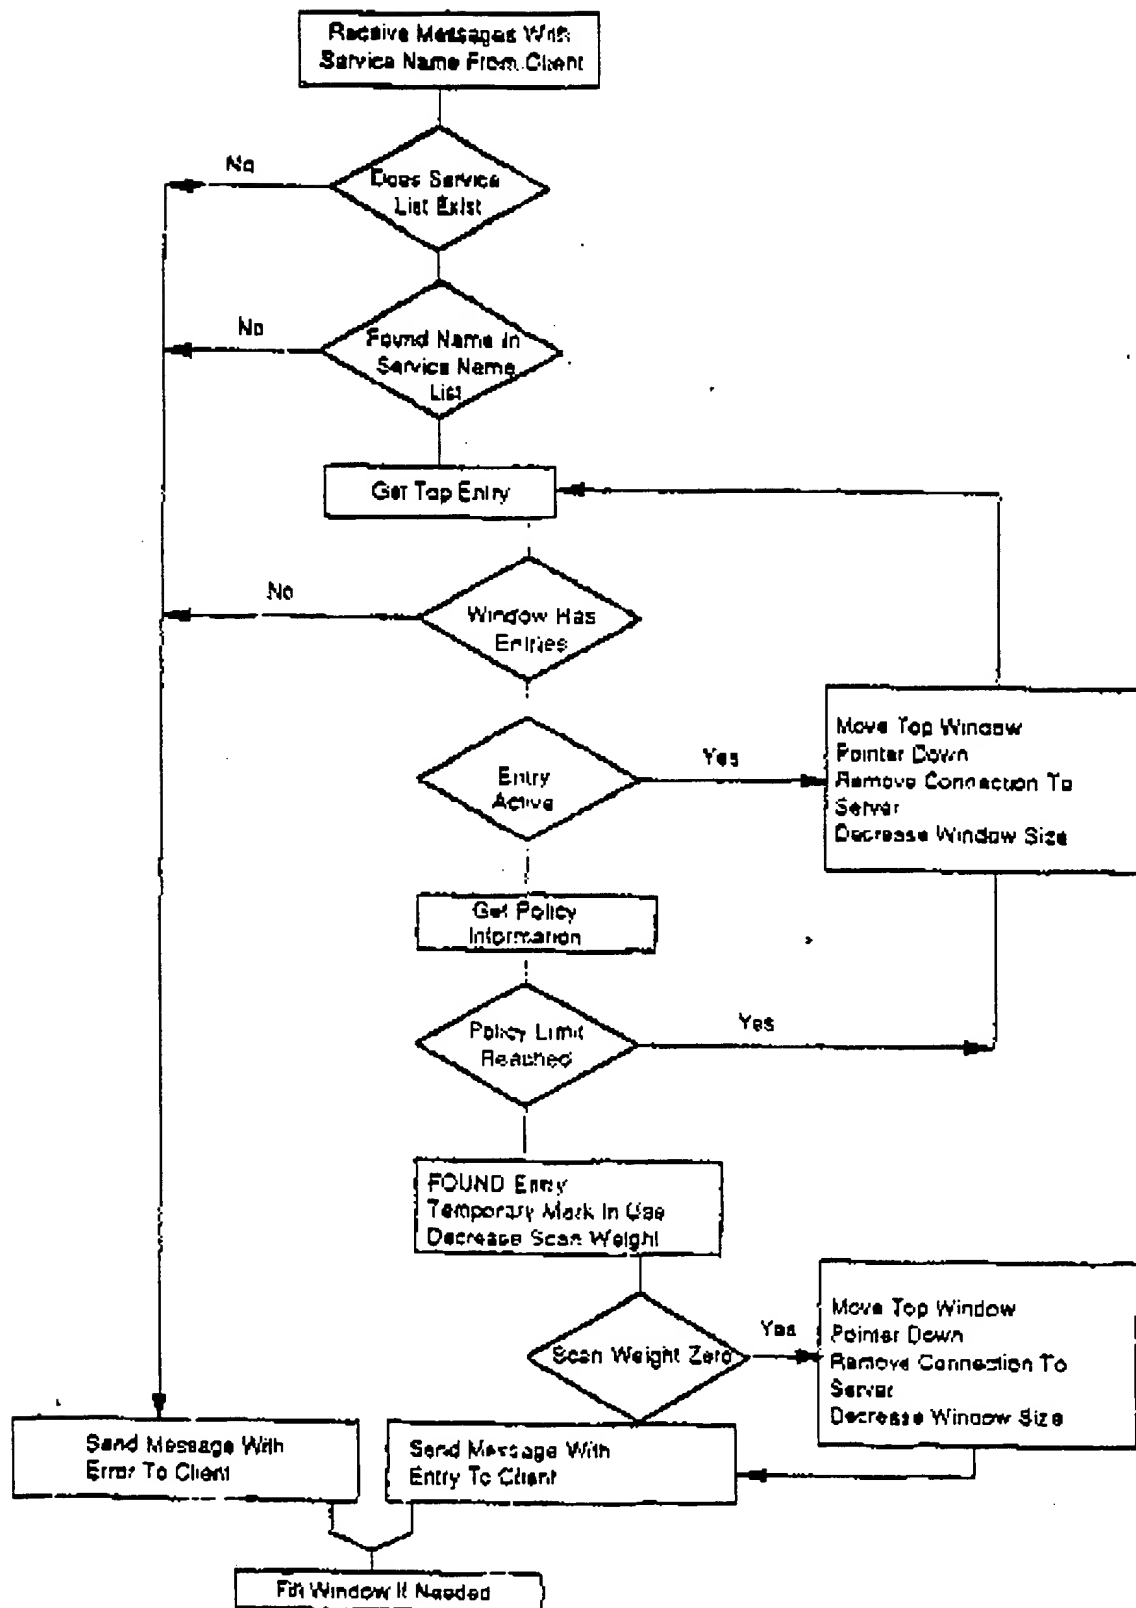 Receive Messages With
Service Name From Client
No
Does Service
List Exist
No
Found Name In
Service Name
List
Get Top Entry
No
Window Has
Entries
Move Top Window
Pointer Down
Remove Connection To
Server
Decrease Window Size
Yes
Entry
Active
Get Policy
Information
Policy Limit
Reached
Yes
FOUND Entry
Temporary Mark In Use
Decrease Scan Weight
Scan Weight Zero
Yes
Move Top Window
Pointer Down
Remove Connection To
Server
Decrease Window Size
Send Message With
Error To Client
Send Message With
Entry To Client
Fill Window If Needed